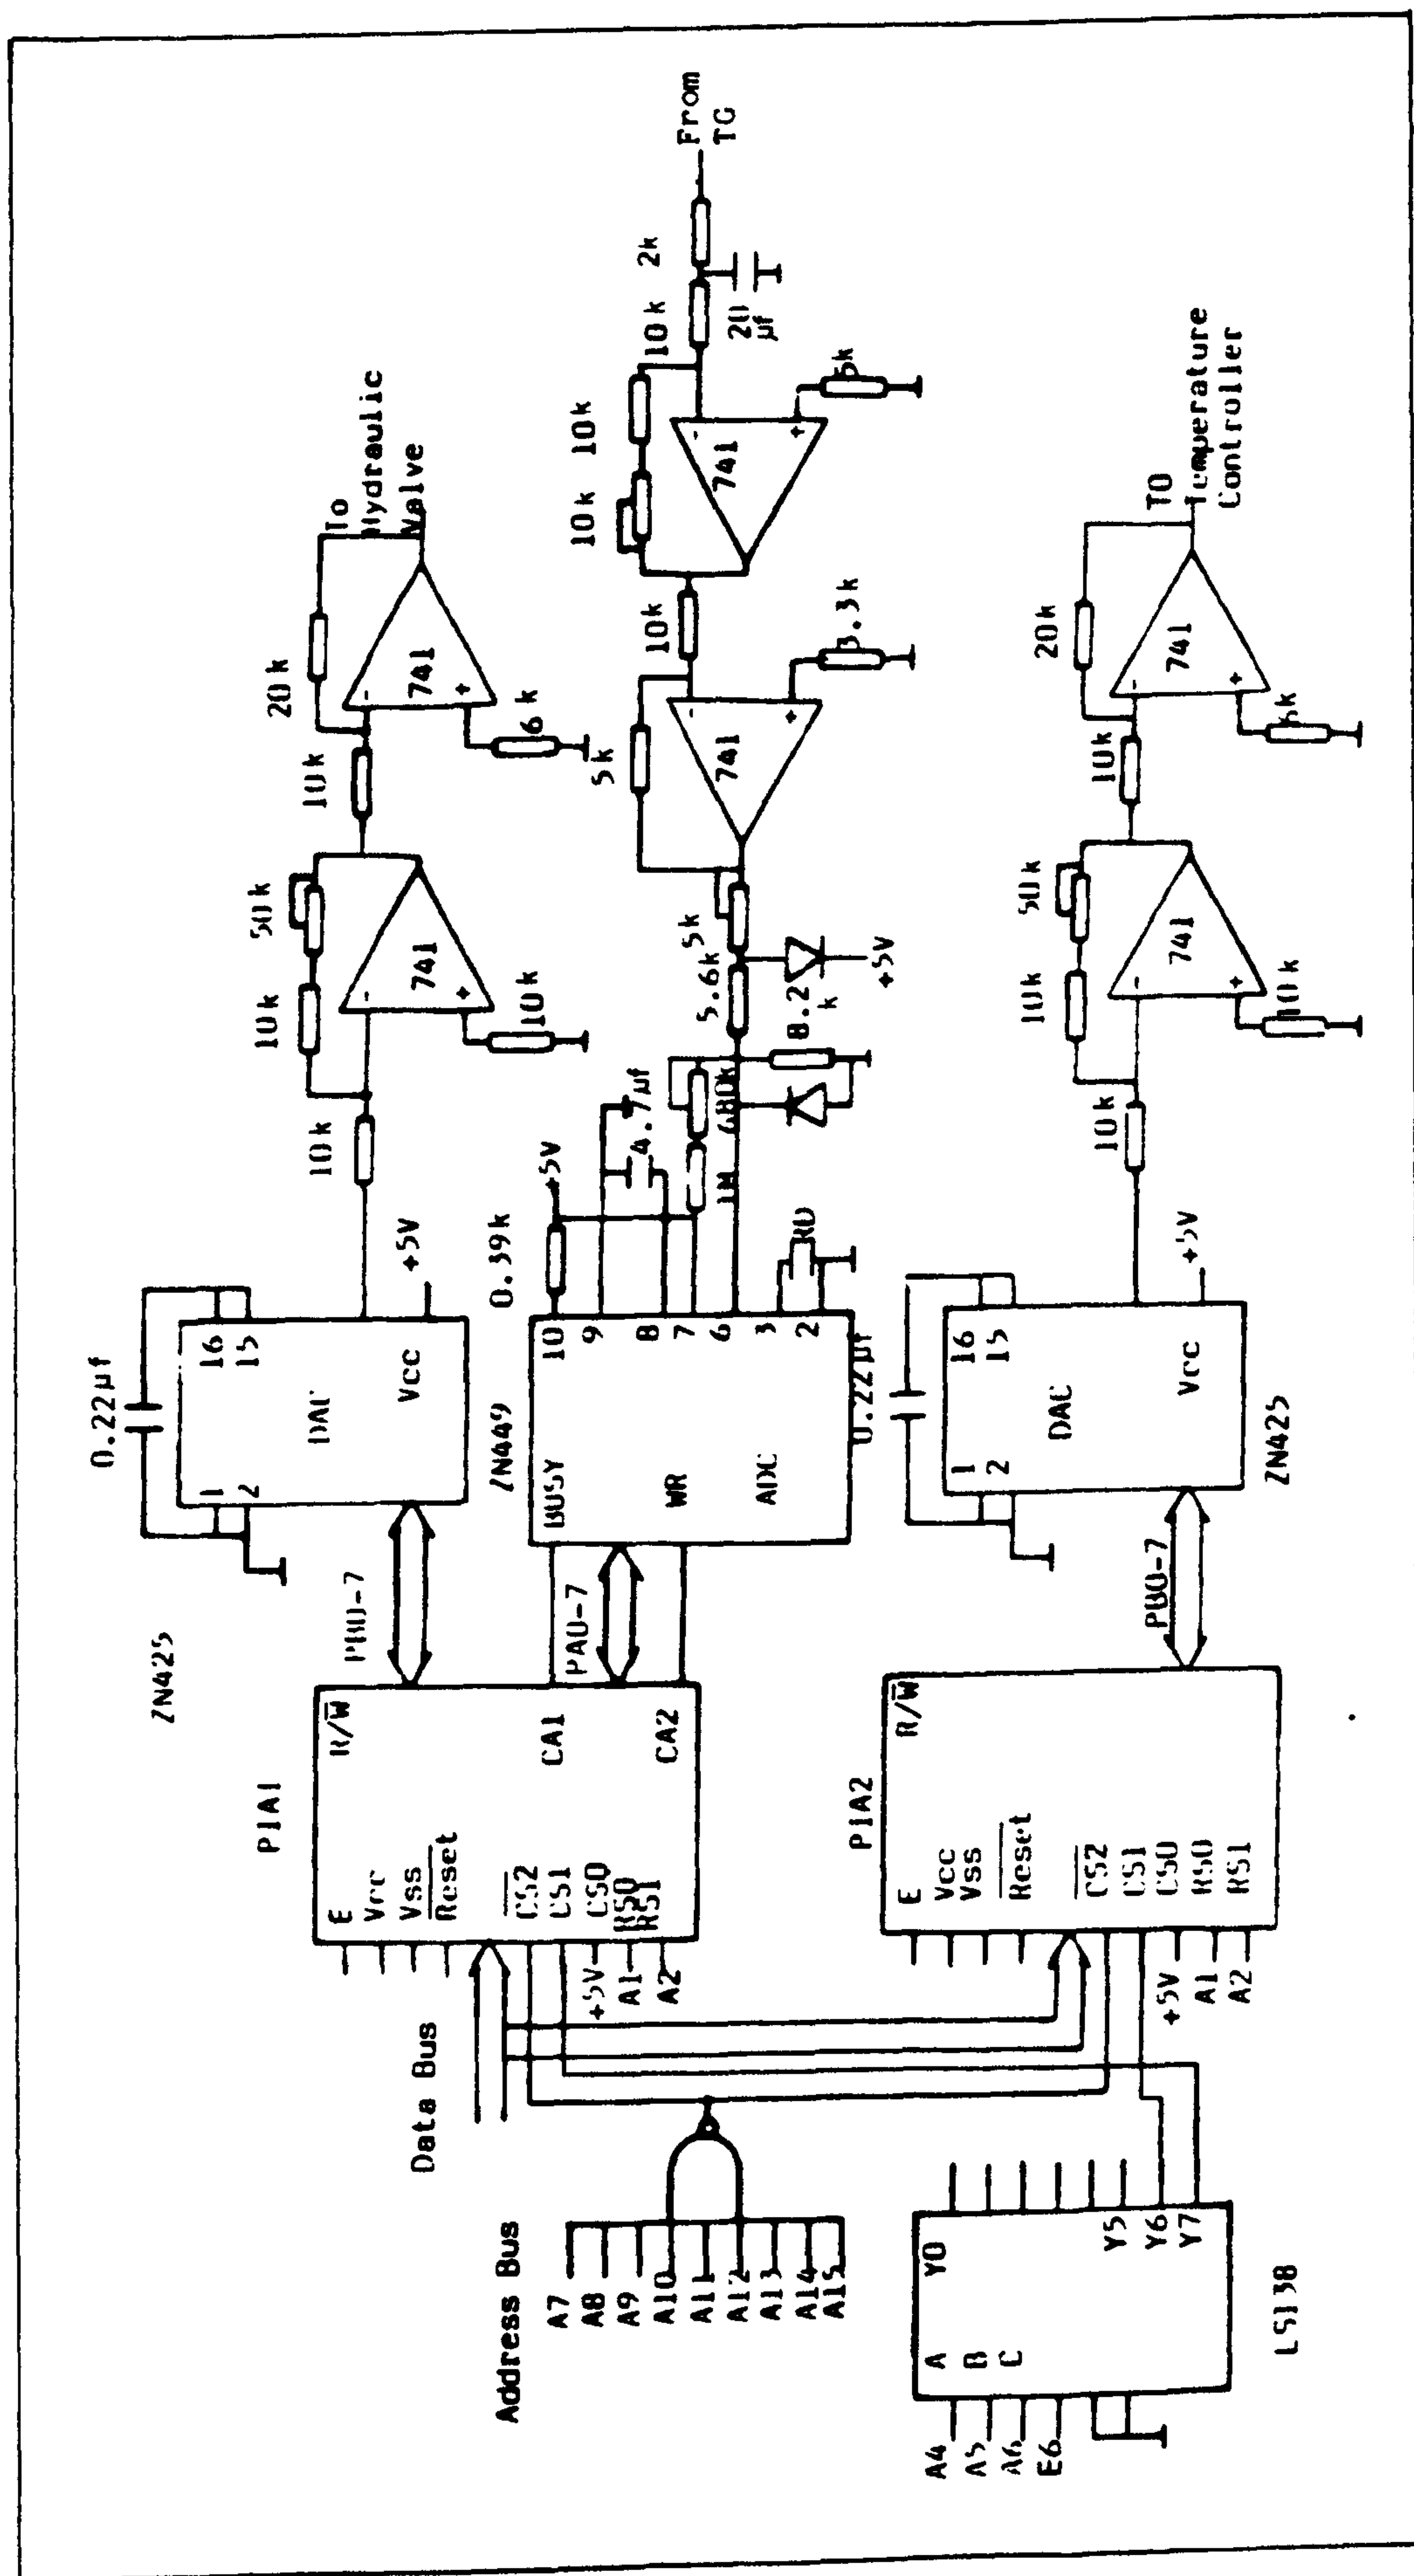 0.22µf
16
15
1
2
DAC
Vcc
+5V
ZN425
10k
10k
50k
741
10k
10k
20k
741
6k
To
Hydraulic
Valve
PIA1
R/W
E
Vcc
Vss
Reset
CS2
CS1
CS0
RS0
RS1
CA1
CA2
+5V
A1
A2
PB0-7
PA0-7
Data Bus
ZN449
BUSY
WR
ADC
10
9
8
7
6
3
2
0.39k
+5V
4.7µf
1M
680k
RD
8.2
k
5.6k
5k
+5V
5k
741
3.3k
10k
10k
10k
741
5k
10k
2k
20
µf
From
TG
Address Bus
A7
A8
A9
A10
A11
A12
A13
A14
A15
PIA2
R/W
E
Vcc
Vss
Reset
CS2
CS1
CS0
RS0
RS1
+5V
A1
A2
PB0-7
0.22µf
16
15
1
2
DAC
Vcc
+5V
ZN425
10k
10k
50k
741
10k
10k
20k
741
6k
TO
Temperature
Controller
A4
A5
A6
E6
A
B
C
Y0
Y5
Y6
Y7
LS138